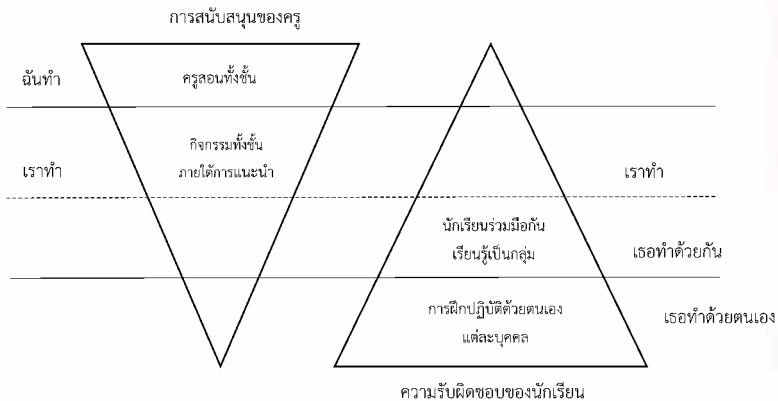 การสนับสนุนของครู
ฉันทำ
ครูสอนทั้งชั้น
กิจกรรมทั้งชั้น
ภายใต้การแนะนำ
เราทำ
เราทำ
นักเรียนร่วมมือกัน
เรียนรู้เป็นกลุ่ม
เธอทำด้วยกัน
การฝึกปฏิบัติด้วยตนเอง
แต่ละบุคคล
เธอทำด้วยตนเอง
ความรับผิดชอบของนักเรียน